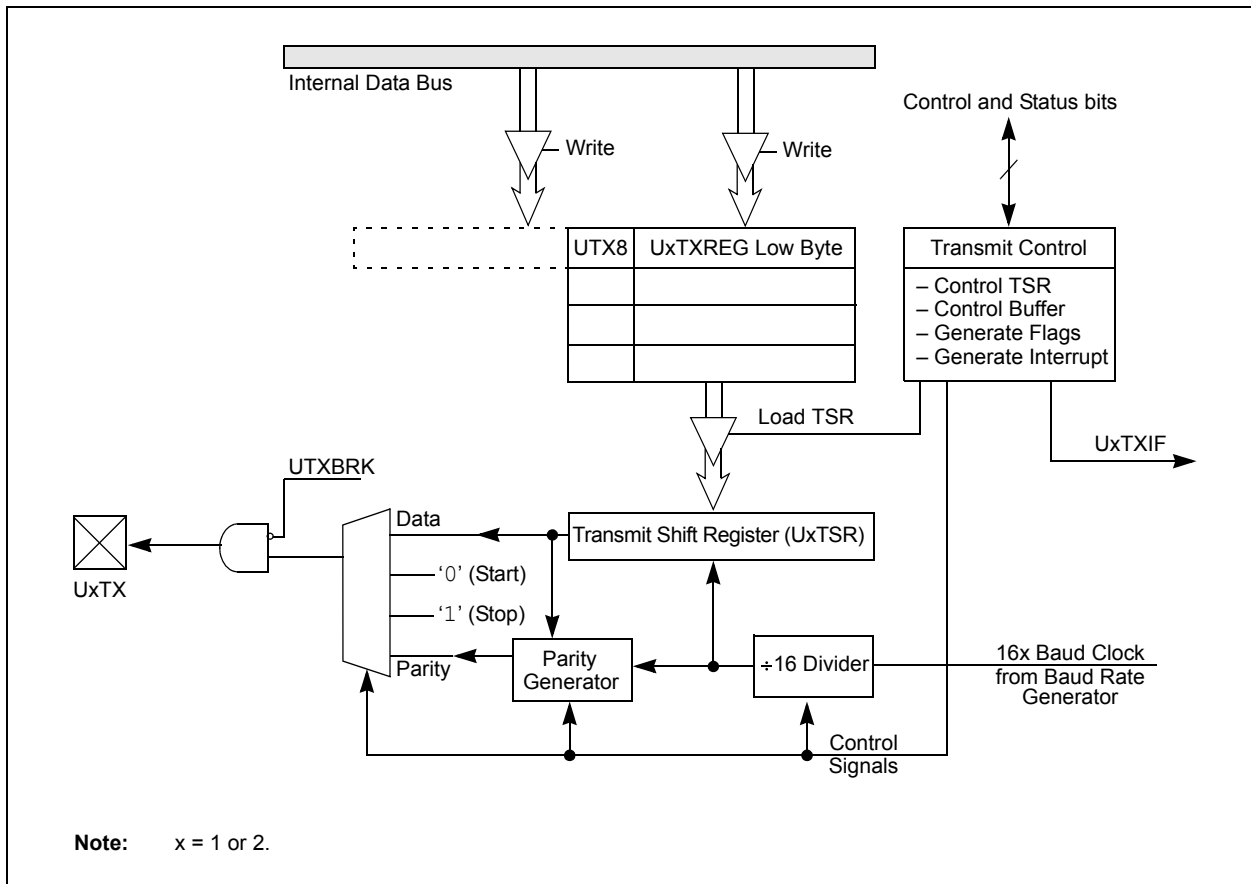 Internal Data Bus
Control and Status bits
Write
Write
UTX8
UxTXREG Low Byte
Transmit Control
– Control TSR
– Control Buffer
– Generate Flags
– Generate Interrupt
Load TSR
UxTXIF
UTXBRK
Data
Transmit Shift Register (UxTSR)
UxTX
‘0’ (Start)
‘1’ (Stop)
Parity
Parity
Generator
÷16 Divider
16x Baud Clock
from Baud Rate
Generator
Control
Signals
Note: x = 1 or 2.